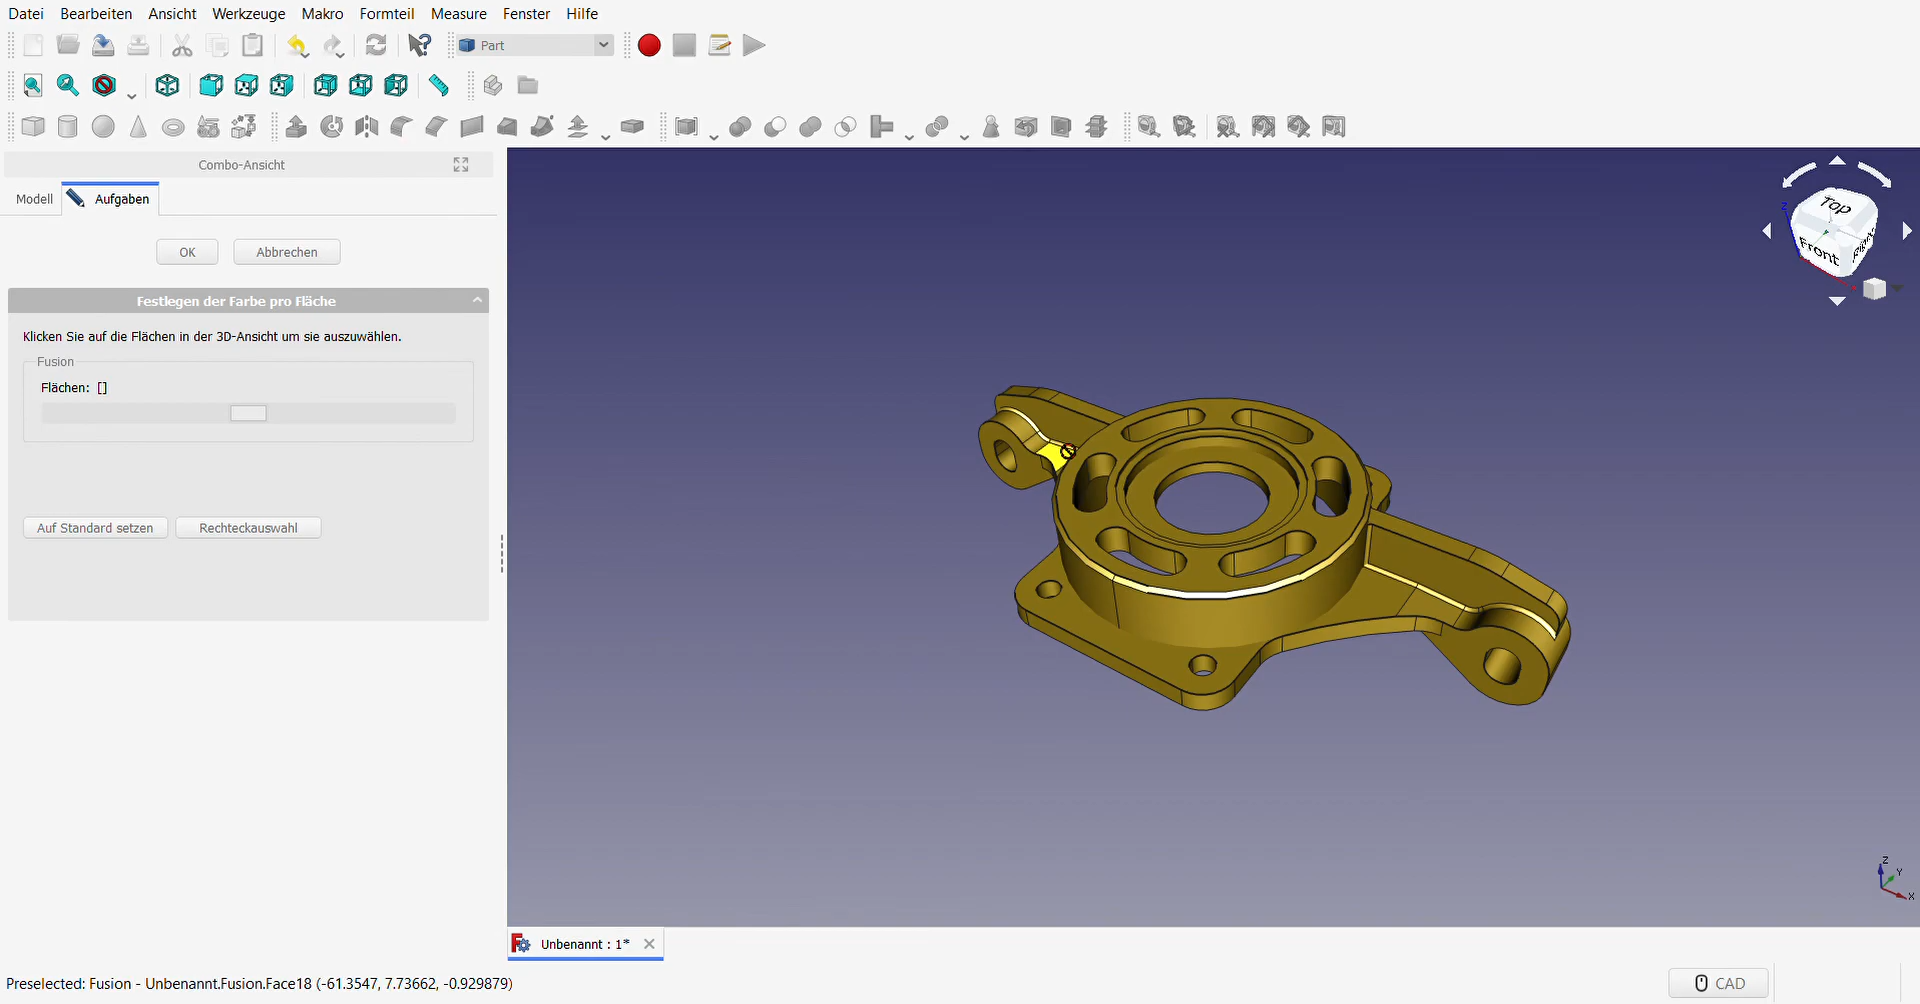 Datei Bearbeiten Ansicht Werkzeuge Makro Formteil Measure Fenster Hilfe
Part
Combo-Ansicht
Modell Aufgaben
OK Abbrechen
Festlegen der Farbe pro Fläche
Klicken Sie auf die Flächen in der 3D-Ansicht um sie auszuwählen.
Fusion
Flächen: []
Auf Standard setzen Rechteckauswahl
Top
Front
Right
Z
Z
Y
X
Unbenannt : 1*
Preselected: Fusion - Unbenannt.Fusion.Face18 (-61.3547, 7.73662, -0.929879)
CAD